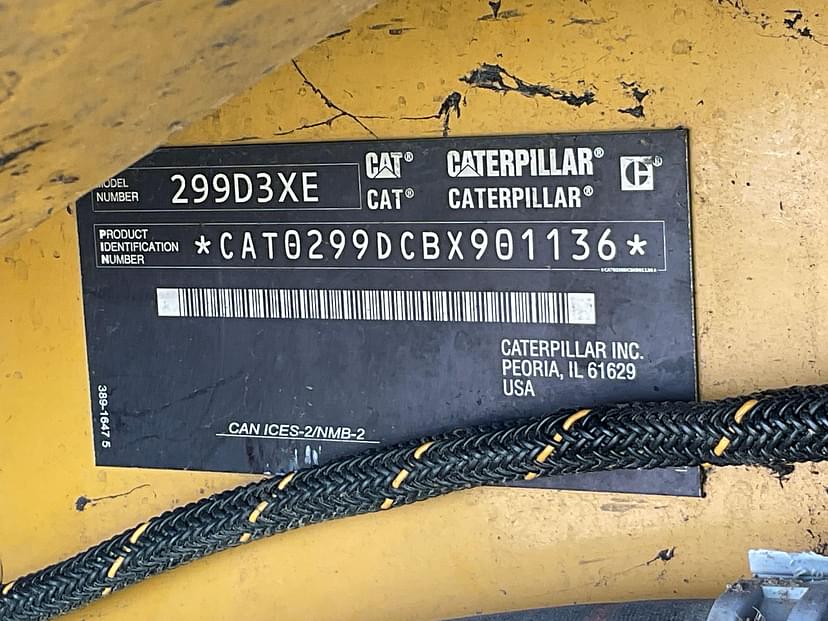 MODEL
NUMBER
299D3XE
CAT® CATERPILLAR®
CAT® CATERPILLAR®
C®
PRODUCT
IDENTIFICATION
NUMBER
*CAT0299DCBX901136*
CATERPILLAR INC.
PEORIA, IL 61629
USA
389-1647 5
CAN ICES-2/NMB-2